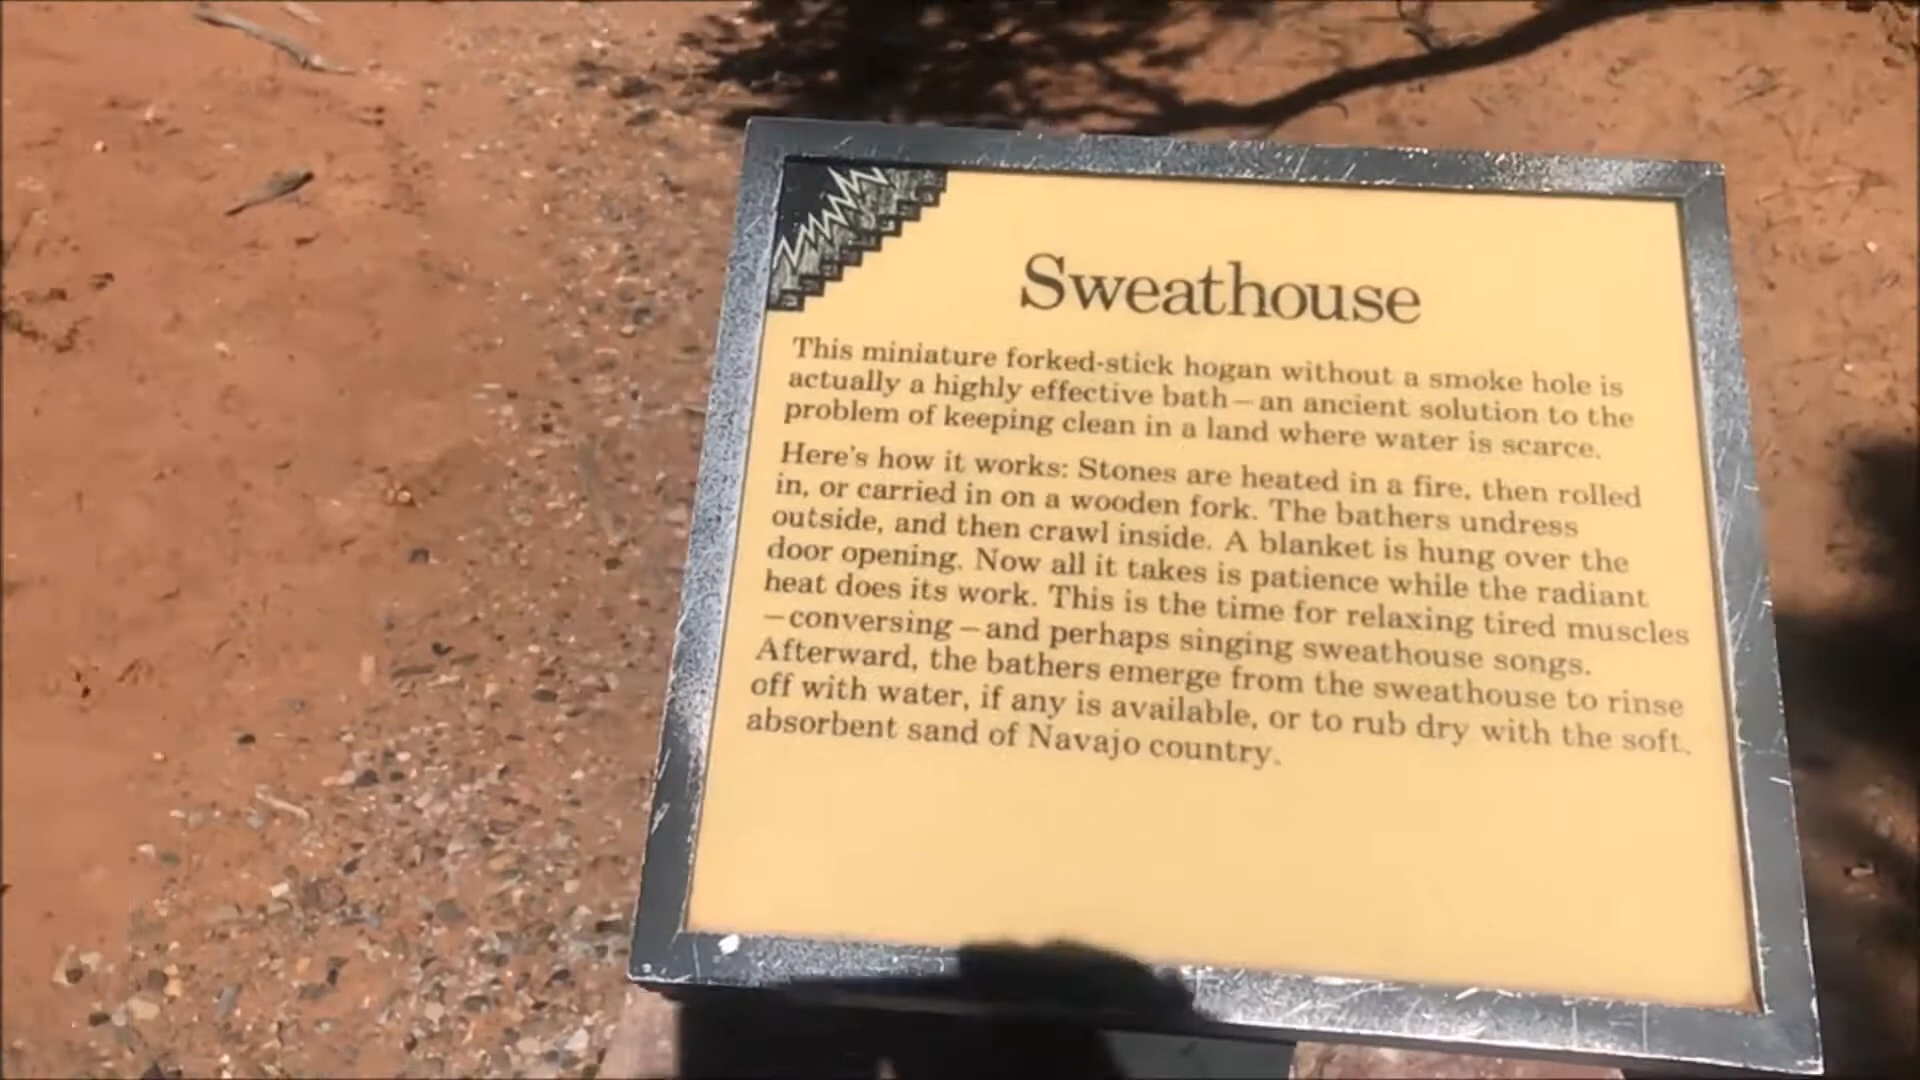 Sweathouse
This miniature forked-stick hogan without a smoke hole is
actually a highly effective bath—an ancient solution to the
problem of keeping clean in a land where water is scarce.
Here's how it works: Stones are heated in a fire, then rolled
in, or carried in on a wooden fork. The bathers undress
outside, and then crawl inside. A blanket is hung over the
door opening. Now all it takes is patience while the radiant
heat does its work. This is the time for relaxing tired muscles
—conversing—and perhaps singing sweathouse songs.
Afterward, the bathers emerge from the sweathouse to rinse
off with water, if any is available, or to rub dry with the soft,
absorbent sand of Navajo country.